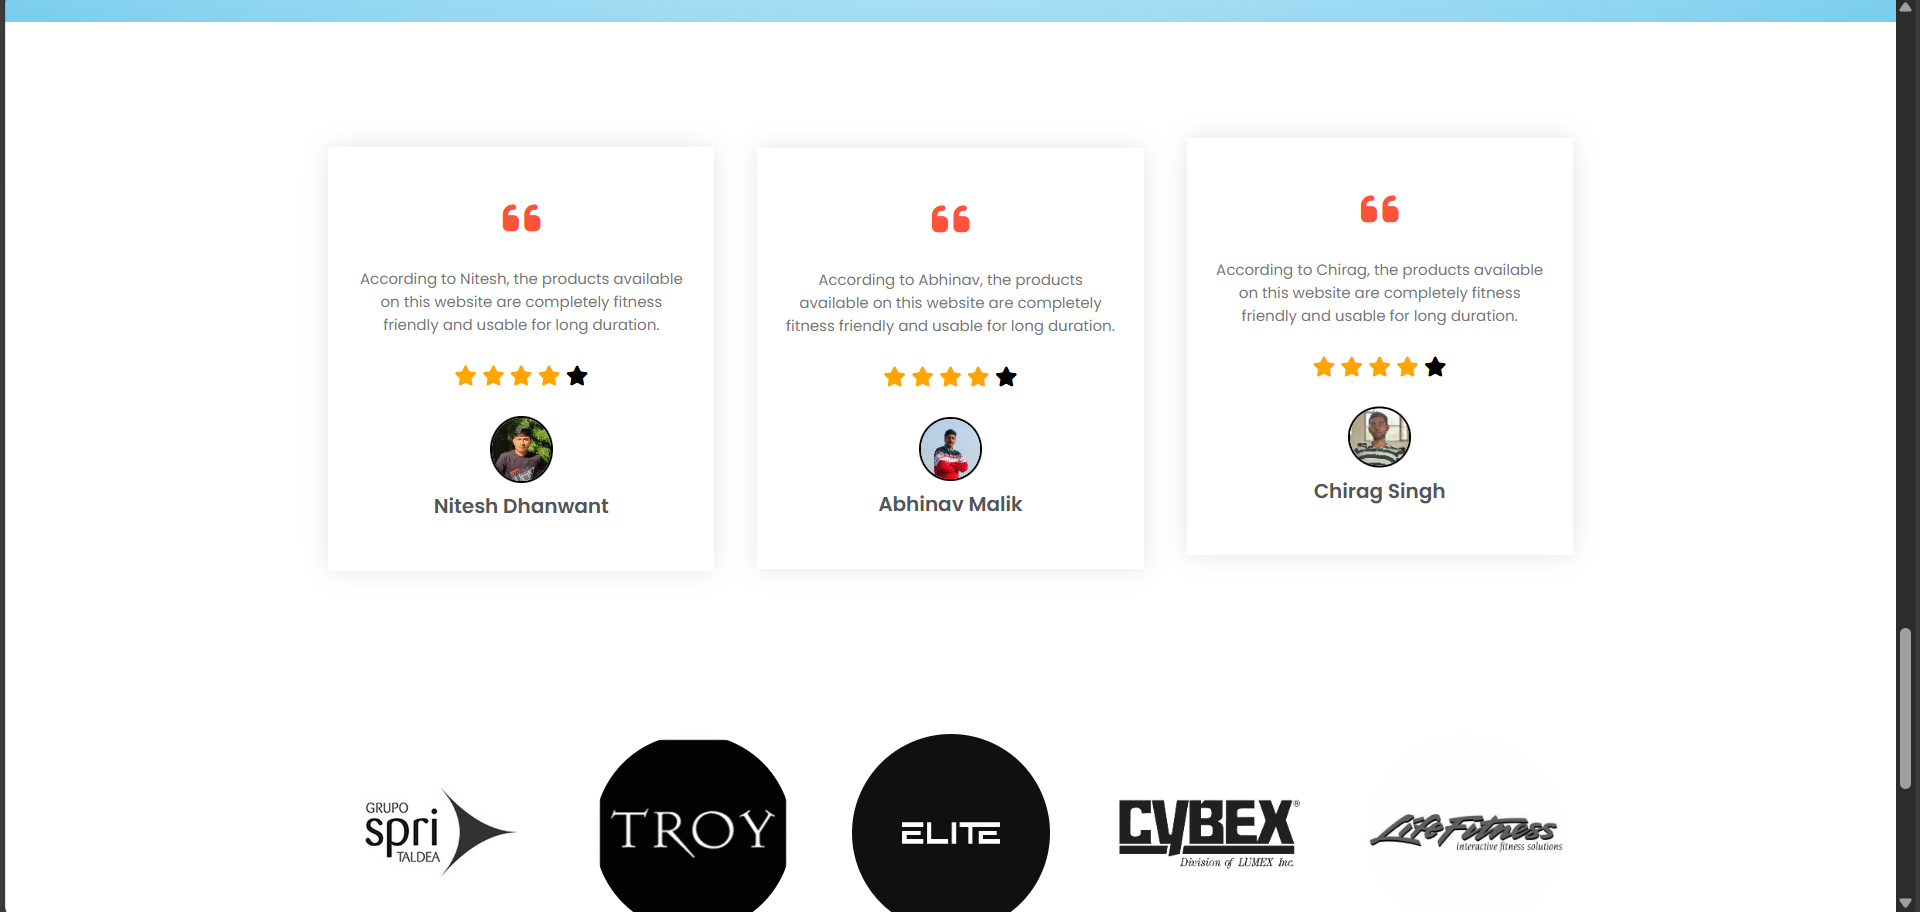 According to Nitesh, the products available
on this website are completely fitness
friendly and usable for long duration.
Nitesh Dhanwant
According to Abhinav, the products
available on this website are completely
fitness friendly and usable for long duration.
Abhinav Malik
According to Chirag, the products available
on this website are completely fitness
friendly and usable for long duration.
Chirag Singh
GRUPO
spri
TALDEA
TROY
ELITE
CYBEX®
Division of LUMEX Inc.
Life Fitness
interactive fitness solutions